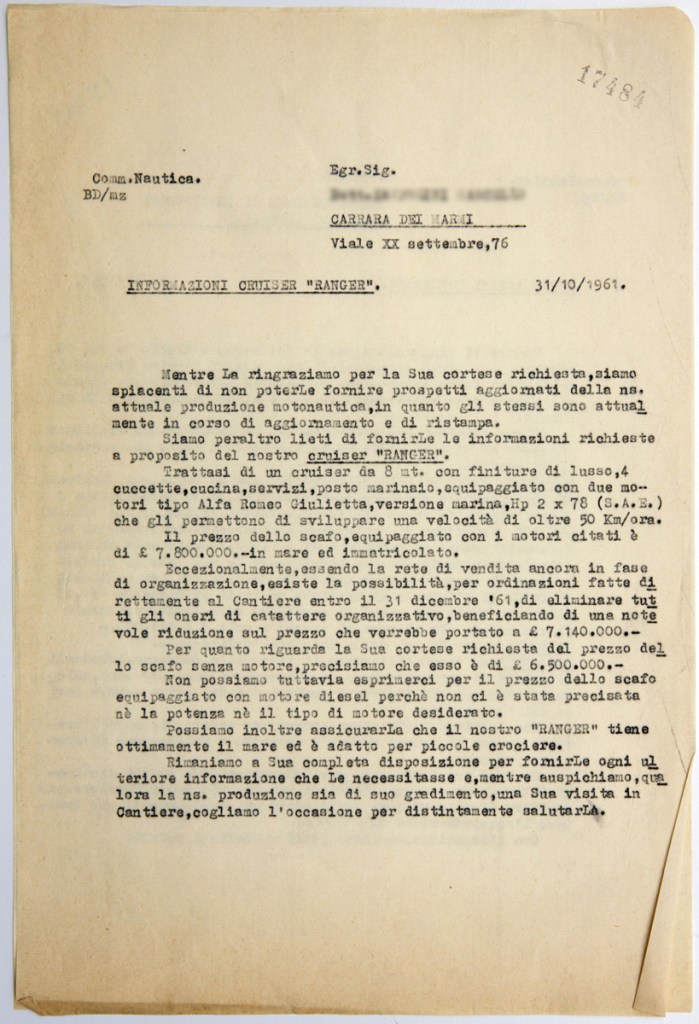 17484
Comm.Nautica.
BD/mz
Egr.Sig.
CARRARA DEI MARMI
Viale XX settembre,76
INFORMAZIONI CRUISER "RANGER".
31/10/1961.
Mentre La ringraziamo per la Sua cortese richiesta,siamo
spiacenti di non poterLe fornire prospetti aggiornati della ns.
attuale produzione motonautica,in quanto gli stessi sono attual
mente in corso di aggiornamento e di ristampa.
Siamo peraltro lieti di fornirLe le informazioni richieste
a proposito del nostro cruiser "RANGER".
Trattasi di un cruiser da 8 mt. con finiture di lusso,4
cuccette,cucina,servizi,posto marinaio,equipaggiato con due mo-
tori tipo Alfa Romeo Giulietta,versione marina,Hp 2 x 78 (S.A.E.)
che gli permettono di sviluppare una velocità di oltre 50 Km/ora.
Il prezzo dello scafo,equipaggiato con i motori citati è
di £ 7.800.000.-in mare ed immatricolato.
Eccezionalmente,essendo la rete di vendita ancora in fase
di organizzazione,esiste la possibilità,per ordinazioni fatte di
rettamente al Cantiere entro il 31 dicembre '61,di eliminare tut
ti gli oneri di catattere organizzativo,beneficiando di una note
vole riduzione sul prezzo che verrebbe portato a £ 7.140.000.-
Per quanto riguarda la Sua cortese richiesta del prezzo del
lo scafo senza motore,precisiamo che esso è di £ 6.500.000.-
Non possiamo tuttavia esprimerci per il prezzo dello scafo
equipaggiato con motore diesel perchè non ci è stata precisata
nè la potenza nè il tipo di motore desiderato.
Possiamo inoltre assicurarLa che il nostro "RANGER" tiene
ottimamente il mare ed è adatto per piccole crociere.
Rimaniamo a Sua completa disposizione per fornirLe ogni ul
teriore informazione che Le necessitasse e,mentre auspichiamo,qua
lora la ns. produzione sia di suo gradimento,una Sua visita in
Cantiere,cogliamo l'occasione per distintamente salutarLA.